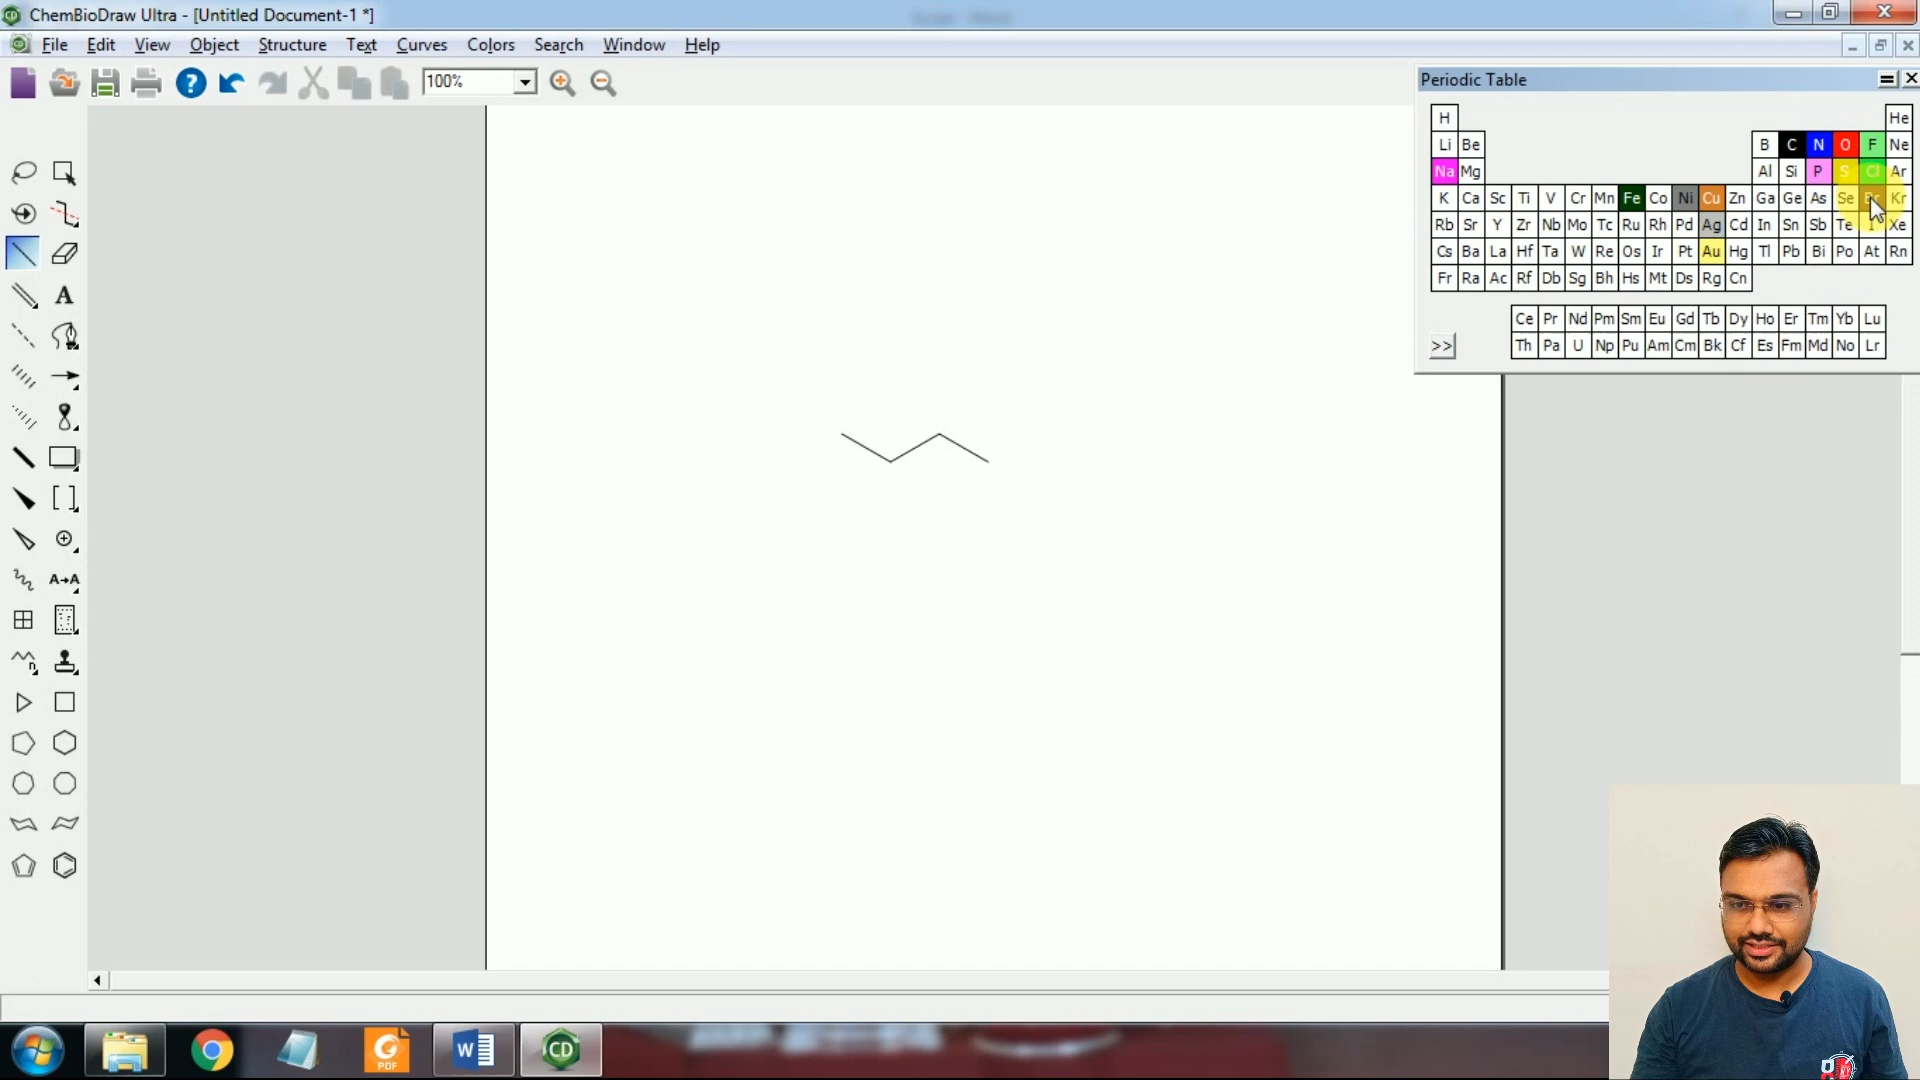 ChemBioDraw Ultra - [Untitled Document-1 *]
File Edit View Object Structure Text Curves Colors Search Window Help
100%
Periodic Table
H He
Li Be B C N O F Ne
Na Mg Al Si P S Cl Ar
K Ca Sc Ti V Cr Mn Fe Co Ni Cu Zn Ga Ge As Se Br Kr
Rb Sr Y Zr Nb Mo Tc Ru Rh Pd Ag Cd In Sn Sb Te I Xe
Cs Ba La Hf Ta W Re Os Ir Pt Au Hg Tl Pb Bi Po At Rn
Fr Ra Ac Rf Db Sg Bh Hs Mt Ds Rg Cn
Ce Pr Nd Pm Sm Eu Gd Tb Dy Ho Er Tm Yb Lu
>> Th Pa U Np Pu Am Cm Bk Cf Es Fm Md No Lr
A
A→A
n
PDF
W
CD